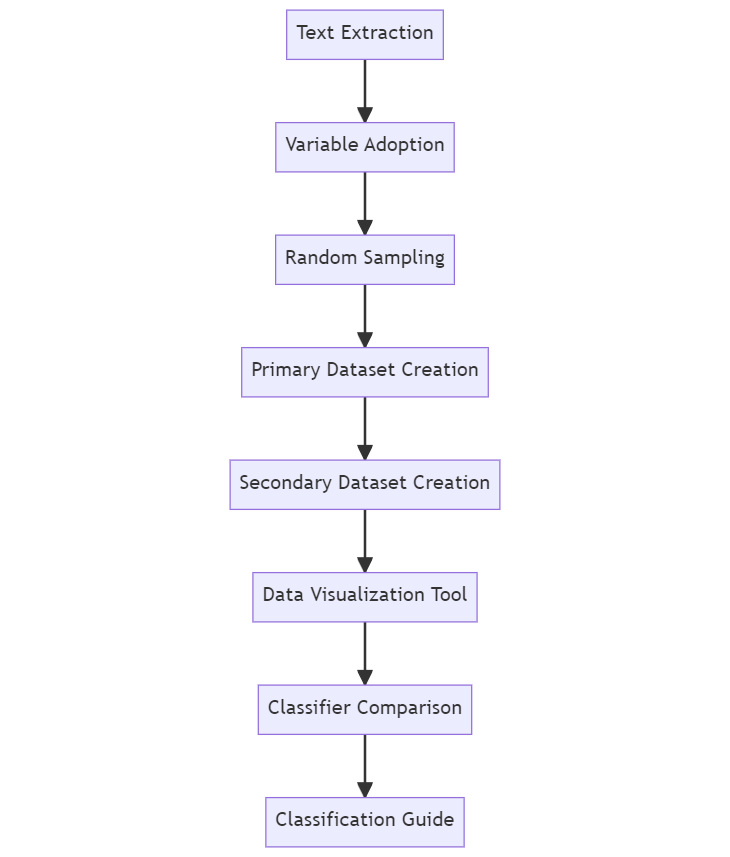 Text Extraction
Variable Adoption
Random Sampling
Primary Dataset Creation
Secondary Dataset Creation
Data Visualization Tool
Classifier Comparison
Classification Guide